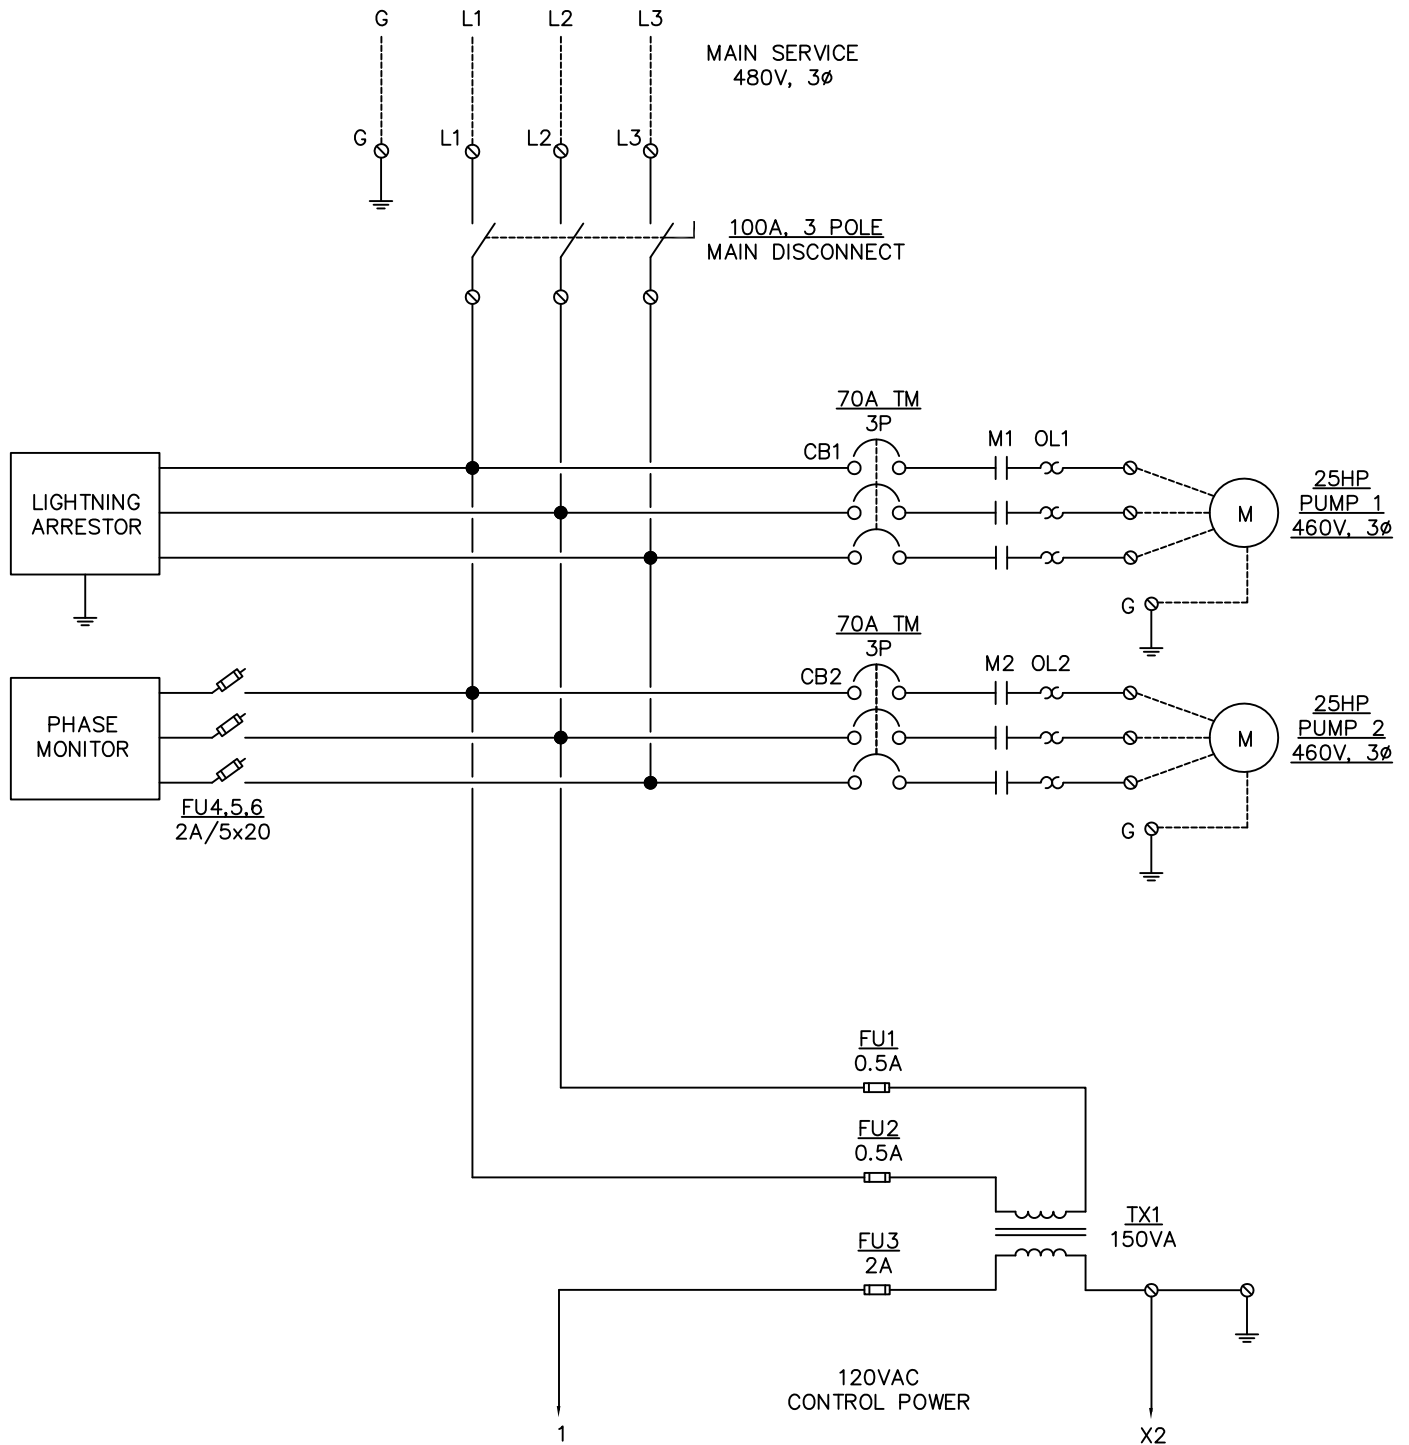 G
L1
L2
L3
MAIN SERVICE
480V, 3ø
G
L1
L2
L3
100A, 3 POLE
MAIN DISCONNECT
70A TM
3P
CB1
M1
OL1
LIGHTNING
ARRESTOR
25HP
PUMP 1
460V, 3ø
M
G
70A TM
3P
CB2
M2
OL2
PHASE
MONITOR
25HP
PUMP 2
460V, 3ø
M
FU4,5,6
2A/5x20
G
FU1
0.5A
FU2
0.5A
TX1
150VA
FU3
2A
120VAC
CONTROL POWER
1
X2